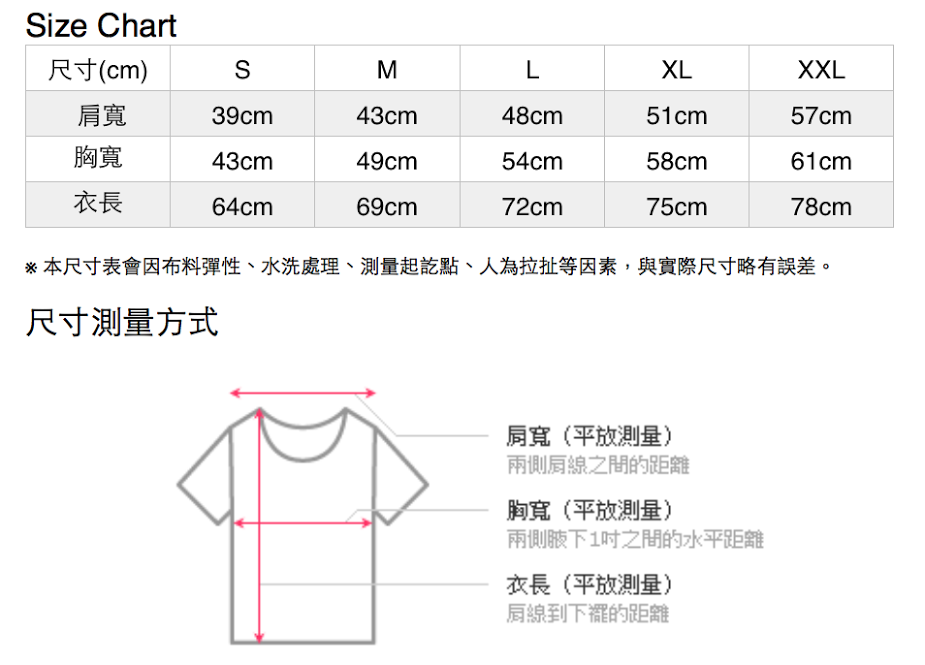 Size Chart
尺寸(cm) S M L XL XXL
肩寬 39cm 43cm 48cm 51cm 57cm
胸寬 43cm 49cm 54cm 58cm 61cm
衣長 64cm 69cm 72cm 75cm 78cm
※ 本尺寸表會因布料彈性、水洗處理、測量起訖點、人為拉扯等因素，與實際尺寸略有誤差。
尺寸測量方式
肩寬（平放測量）
兩側肩線之間的距離
胸寬（平放測量）
兩側腋下1吋之間的水平距離
衣長（平放測量）
肩線到下襬的距離